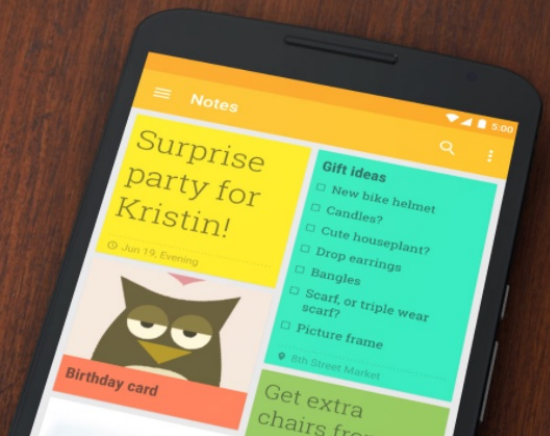 5:00
Notes
Surprise
party for
Kristin!
Jun 19, Evening
Gift ideas
New bike helmet
Candles?
Cute houseplant?
Drop earrings
Bangles
Scarf, or triple wear
scarf?
Picture frame
8th Street Market
Birthday card
Get extra
chairs from